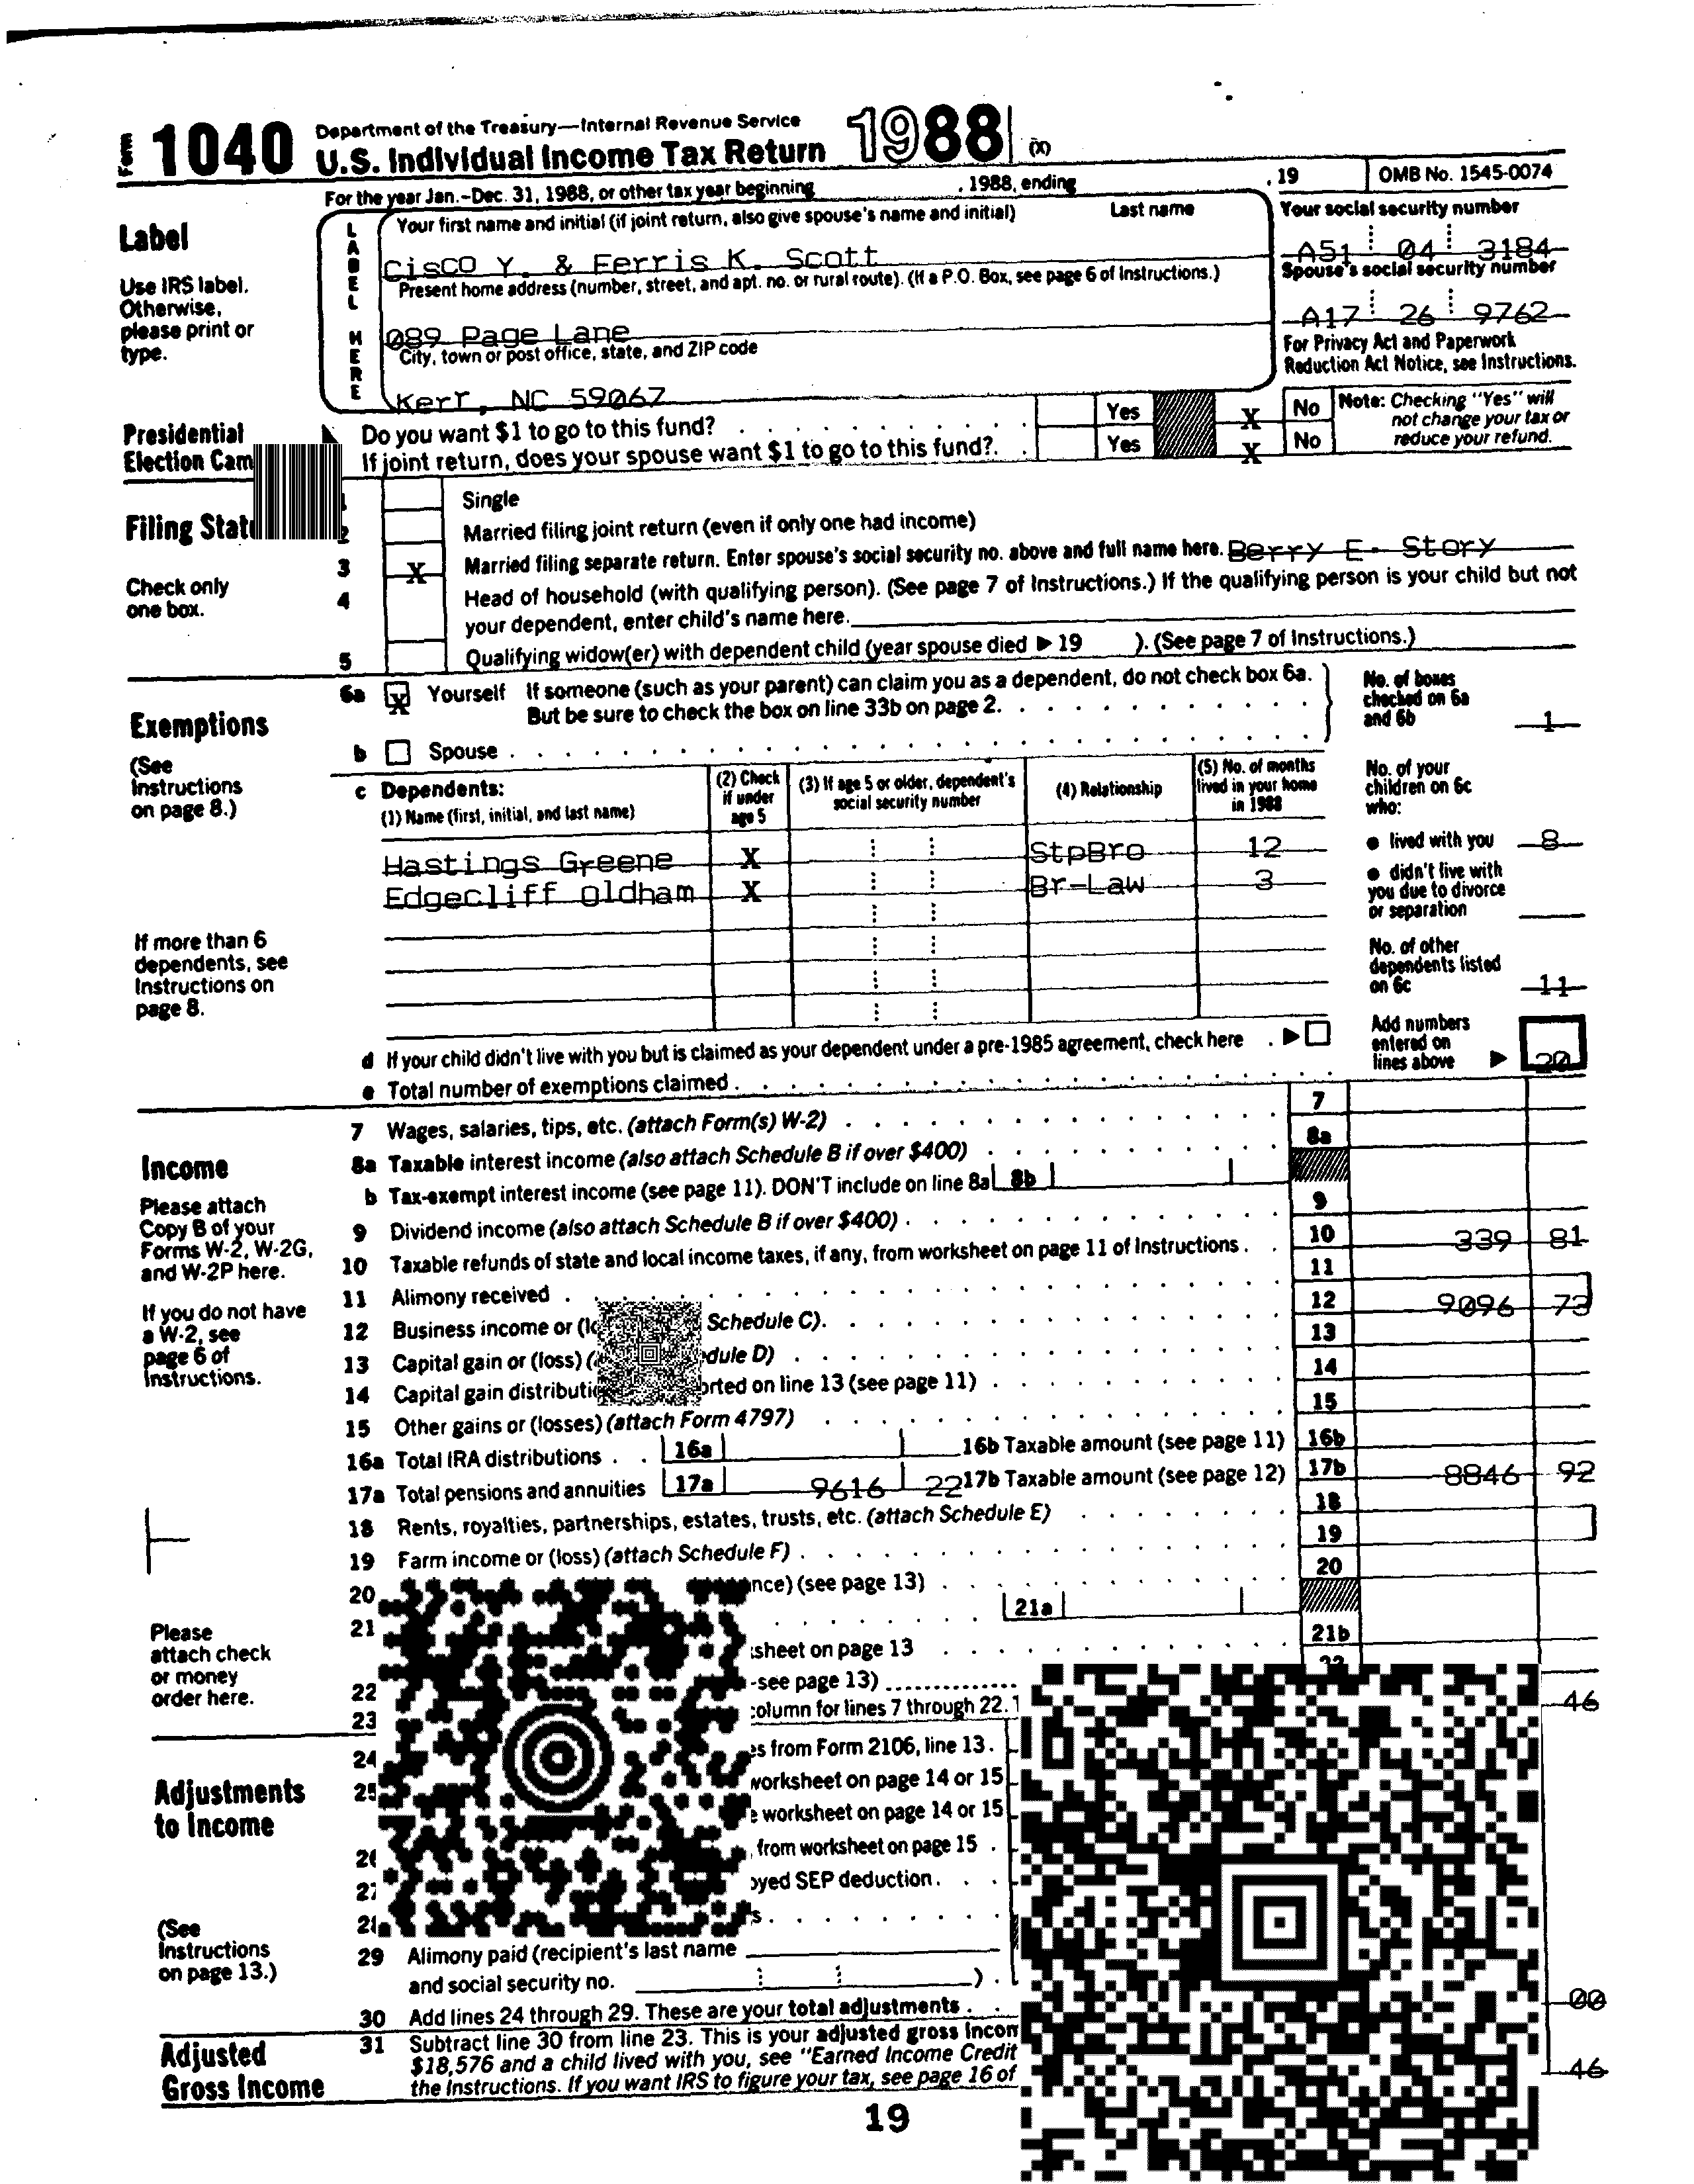 Form 1040 Department of the Treasury—Internal Revenue Service
U.S. Individual Income Tax Return 1988 (X)
For the year Jan.-Dec. 31, 1988, or other tax year beginning , 1988, ending , 19 OMB No. 1545-0074
Label
Use IRS label.
Otherwise,
please print or
type.
LABEL HERE
Your first name and initial (if joint return, also give spouse's name and initial) Last name
Cisco Y. & Ferris K. Scott
Your social security number
A51 04 3184
Present home address (number, street, and apt. no. or rural route). (If a P.O. Box, see page 6 of Instructions.)
089 Page Lane
Spouse's social security number
A17 26 9762
City, town or post office, state, and ZIP code
Kerr, NC 59067
For Privacy Act and Paperwork
Reduction Act Notice, see Instructions.
Presidential
Election Cam
Do you want $1 to go to this fund? Yes X No
If joint return, does your spouse want $1 to go to this fund?. Yes X No
Note: Checking "Yes" will
not change your tax or
reduce your refund.
Filing Stat
Check only
one box.
Single
2 Married filing joint return (even if only one had income)
3 X Married filing separate return. Enter spouse's social security no. above and full name here. Berry E. Story
4 Head of household (with qualifying person). (See page 7 of Instructions.) If the qualifying person is your child but not
your dependent, enter child's name here.
5 Qualifying widow(er) with dependent child (year spouse died ▶ 19 ). (See page 7 of Instructions.)
Exemptions
(See
Instructions
on page 8.)
If more than 6
dependents, see
Instructions on
page 8.
6a X Yourself If someone (such as your parent) can claim you as a dependent, do not check box 6a.
But be sure to check the box on line 33b on page 2.
b Spouse
No. of boxes
checked on 6a
and 6b 1
c Dependents:
(1) Name (first, initial, and last name)
(2) Check
if under
age 5
(3) If age 5 or older, dependent's
social security number
(4) Relationship
(5) No. of months
lived in your home
in 1988
Hastings Greene X StpBro 12
Edgecliff Oldham X Br-Law 3
No. of your
children on 6c
who:
● lived with you 8
● didn't live with
you due to divorce
or separation
No. of other
dependents listed
on 6c 11
d If your child didn't live with you but is claimed as your dependent under a pre-1985 agreement, check here ▶
e Total number of exemptions claimed
Add numbers
entered on
lines above ▶ 20
Income
Please attach
Copy B of your
Forms W-2, W-2G,
and W-2P here.
If you do not have
a W-2, see
page 6 of
Instructions.
Please
attach check
or money
order here.
7 Wages, salaries, tips, etc. (attach Form(s) W-2) 7
8a Taxable interest income (also attach Schedule B if over $400) 8a
b Tax-exempt interest income (see page 11). DON'T include on line 8a 8b
9 Dividend income (also attach Schedule B if over $400) 9
10 Taxable refunds of state and local income taxes, if any, from worksheet on page 11 of Instructions. 10 339 81
11 Alimony received 11
12 Business income or (lo Schedule C). 12 9096 73
13 Capital gain or (loss) (a dule D) 13
14 Capital gain distributio orted on line 13 (see page 11) 14
15 Other gains or (losses) (attach Form 4797) 15
16a Total IRA distributions 16a 16b Taxable amount (see page 11) 16b
17a Total pensions and annuities 17a 9616 22 17b Taxable amount (see page 12) 17b 8846 92
18 Rents, royalties, partnerships, estates, trusts, etc. (attach Schedule E) 18
19 Farm income or (loss) (attach Schedule F) 19
20 nce) (see page 13) 20
21 21a
sheet on page 13 21b
22 -see page 13) 22
23 column for lines 7 through 22. 46
Adjustments
to Income
(See
Instructions
on page 13.)
24 es from Form 2106, line 13.
25 worksheet on page 14 or 15
e worksheet on page 14 or 15
26 , from worksheet on page 15
27 oyed SEP deduction.
28 s.
29 Alimony paid (recipient's last name
and social security no. ).
30 Add lines 24 through 29. These are your total adjustments 00
Adjusted
Gross Income
31 Subtract line 30 from line 23. This is your adjusted gross incom
$18,576 and a child lived with you, see "Earned Income Credit 46
the Instructions. If you want IRS to figure your tax, see page 16 of
19